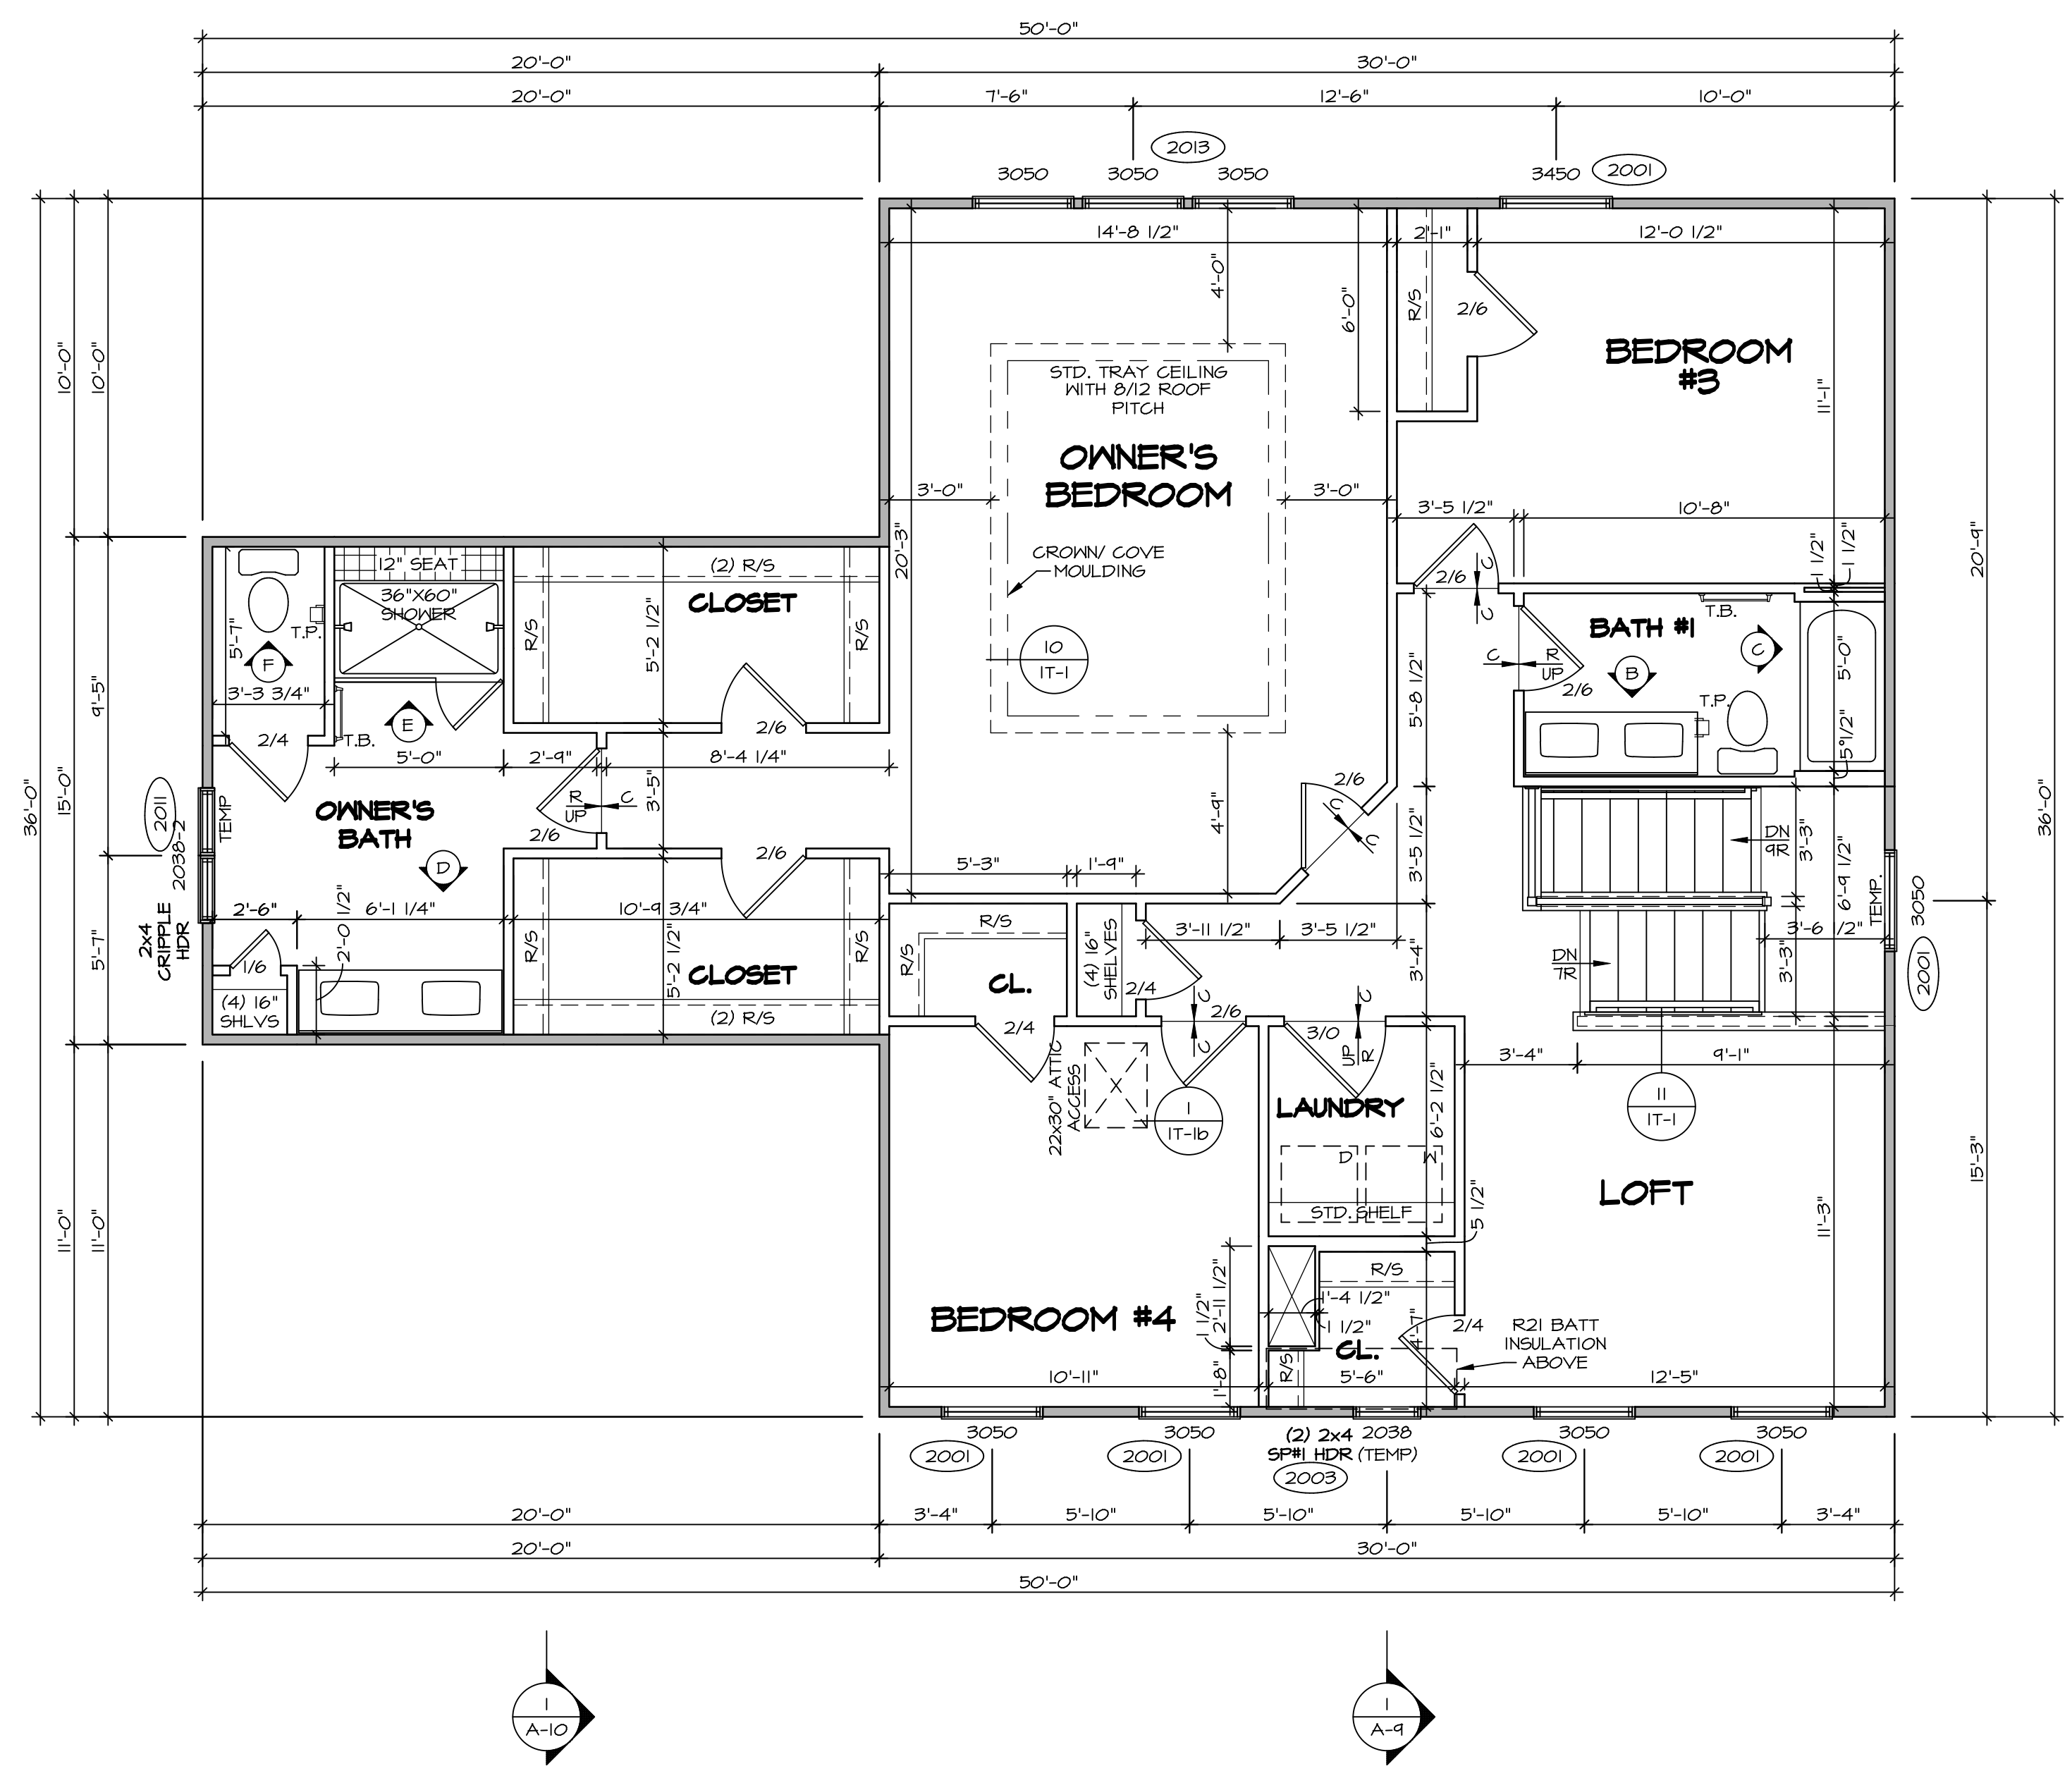 50'-0"
20'-0"
30'-0"
20'-0"
7'-6"
12'-6"
10'-0"
2013
3050
3050
3050
3450
2001
14'-8 1/2"
2'-1"
12'-0 1/2"
4'-0"
6'-0"
R/S
2/6
BEDROOM
#3
11'-1"
10'-0"
10'-0"
STD. TRAY CEILING
WITH 8/12 ROOF
PITCH
OWNER'S
BEDROOM
3'-0"
3'-0"
3'-5 1/2"
10'-8"
20'-3"
20'-9"
CROWN/ COVE
MOULDING
10
IT-1
1 1/2"
1 1/2"
2/6
C
C
12" SEAT
36"X60"
SHOWER
T.P.
5'-7"
F
3'-3 3/4"
2/4
T.B.
E
5'-0"
(2) R/S
CLOSET
R/S
R/S
5'-2 1/2"
2/6
2'-9"
8'-4 1/4"
9'-5"
15'-0"
36'-0"
36'-0"
BATH #1
T.B.
C
B
C
R
UP
2/6
T.P.
5'-0"
5 1/2"
5'-8 1/2"
2011
2038-2
TEMP
2x4
CRIPPLE
HDR
OWNER'S
BATH
D
R
UP
C
2/6
3'-5"
2/6
4'-9"
2/6
C
C
3'-5 1/2"
DN
9R
3'-3"
6'-9 1/2"
TEMP.
3050
2001
5'-3"
1'-9"
2'-6"
6'-1 1/4"
2'-0 1/2"
10'-9 3/4"
5'-7"
1/6
(4) 16"
SHLVS
R/S
R/S
CLOSET
5'-2 1/2"
(2) R/S
R/S
R/S
CL.
2/4
(4) 16"
SHELVES
2/4
3'-11 1/2"
3'-5 1/2"
3'-4"
3'-6 1/2"
DN
7R
3'-3"
C
C
2/6
C
3/0
UP
R
3'-4"
9'-1"
22x30" ATTIC
ACCESS
1
IT-1b
LAUNDRY
6'-2 1/2"
D
W
STD. SHELF
5 1/2"
11
IT-1
LOFT
11'-0"
11'-0"
15'-3"
11'-3"
BEDROOM #4
1 1/2"
2'-11 1/2"
R/S
1'-4 1/2"
1 1/2"
CL.
4'-7"
2/4
R21 BATT
INSULATION
ABOVE
1'-8"
R/S
10'-11"
5'-6"
12'-5"
3050
3050
(2) 2x4
SP#1 HDR
2038
(TEMP)
3050
3050
2001
2001
2003
2001
2001
20'-0"
3'-4"
5'-10"
5'-10"
5'-10"
5'-10"
3'-4"
20'-0"
30'-0"
50'-0"
1
A-10
1
A-9